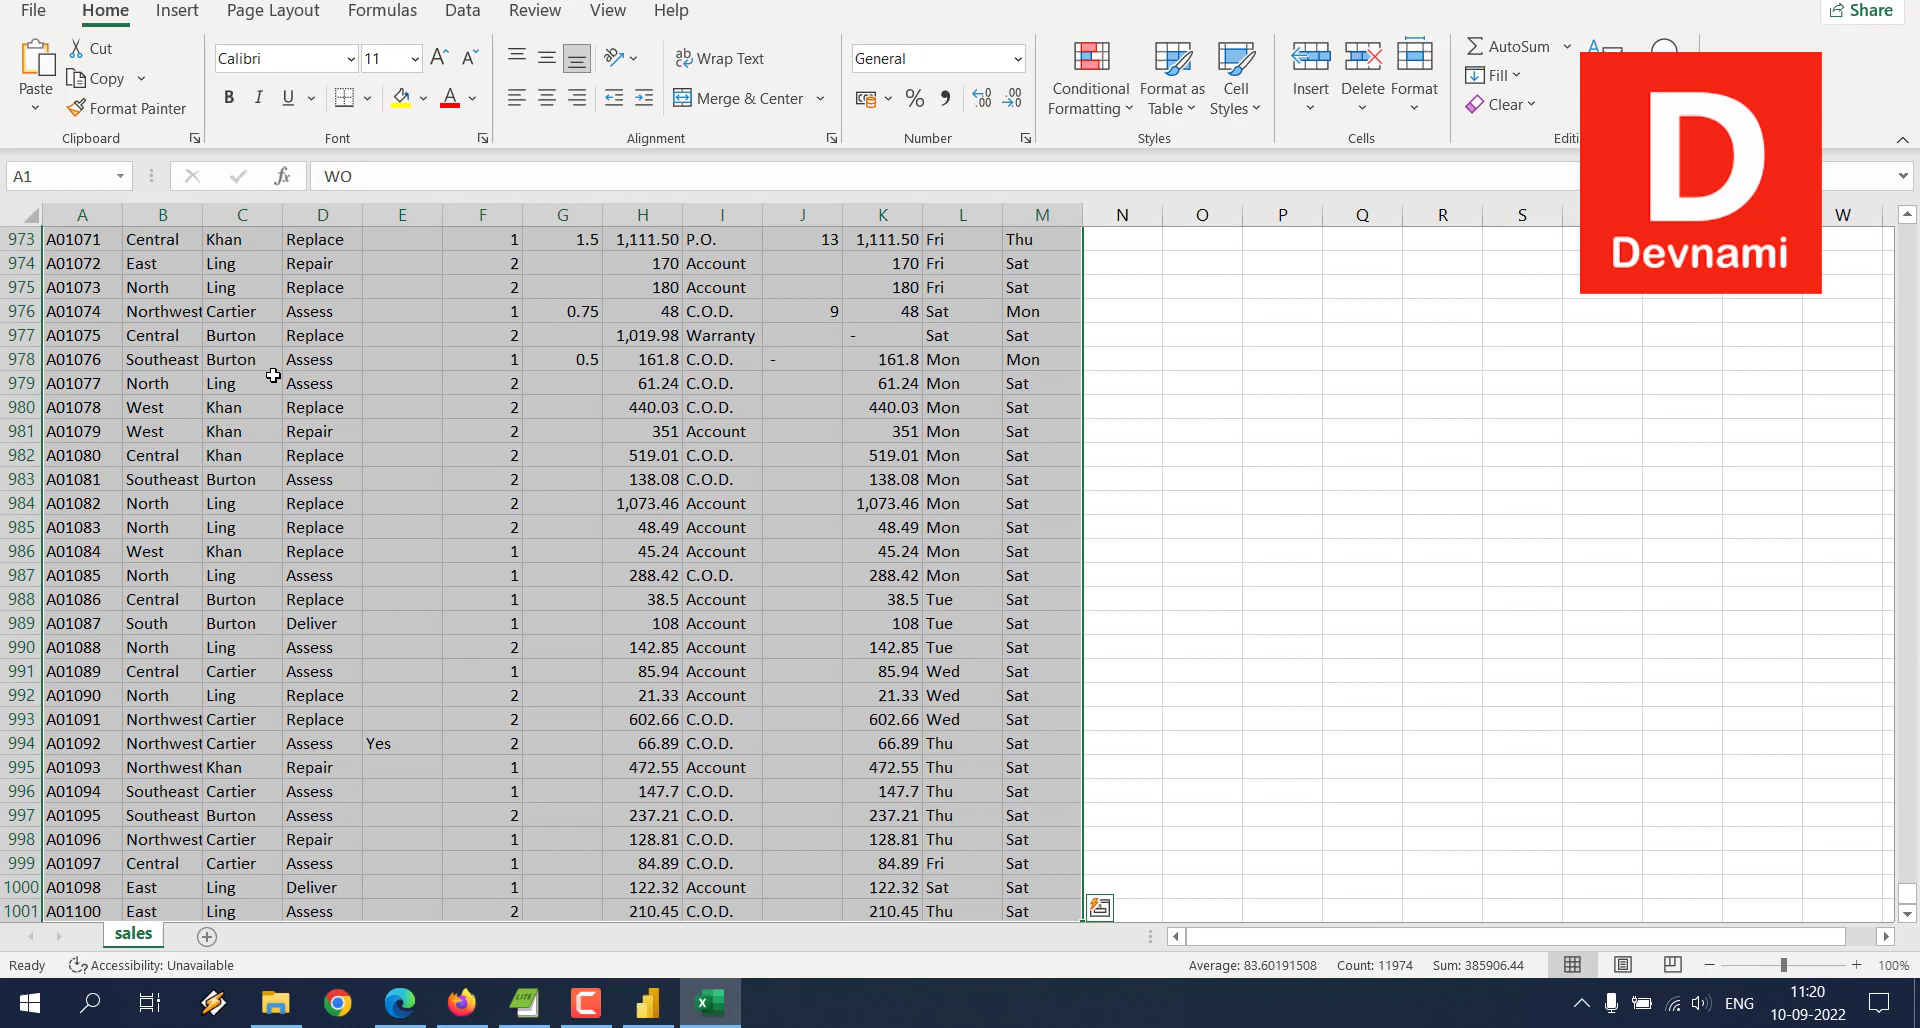 File Home Insert Page Layout Formulas Data Review View Help Share
Paste Cut Copy Format Painter Clipboard
Calibri 11 B I U A Font
Wrap Text Merge & Center Alignment
General % Number
Conditional Formatting Format as Table Cell Styles Styles
Insert Delete Format Cells
AutoSum Fill Clear Editi
D
Devnami
A1 fx WO
A B C D E F G H I J K L M N O P Q R S W
973 A01071 Central Khan Replace 1 1.5 1,111.50 P.O. 13 1,111.50 Fri Thu
974 A01072 East Ling Repair 2 170 Account 170 Fri Sat
975 A01073 North Ling Replace 2 180 Account 180 Fri Sat
976 A01074 Northwest Cartier Assess 1 0.75 48 C.O.D. 9 48 Sat Mon
977 A01075 Central Burton Replace 2 1,019.98 Warranty - Sat Sat
978 A01076 Southeast Burton Assess 1 0.5 161.8 C.O.D. - 161.8 Mon Mon
979 A01077 North Ling Assess 2 61.24 C.O.D. 61.24 Mon Sat
980 A01078 West Khan Replace 2 440.03 C.O.D. 440.03 Mon Sat
981 A01079 West Khan Repair 2 351 Account 351 Mon Sat
982 A01080 Central Khan Replace 2 519.01 C.O.D. 519.01 Mon Sat
983 A01081 Southeast Burton Assess 2 138.08 C.O.D. 138.08 Mon Sat
984 A01082 North Ling Replace 2 1,073.46 Account 1,073.46 Mon Sat
985 A01083 North Ling Replace 2 48.49 Account 48.49 Mon Sat
986 A01084 West Khan Replace 1 45.24 Account 45.24 Mon Sat
987 A01085 North Ling Assess 1 288.42 C.O.D. 288.42 Mon Sat
988 A01086 Central Burton Replace 1 38.5 Account 38.5 Tue Sat
989 A01087 South Burton Deliver 1 108 Account 108 Tue Sat
990 A01088 North Ling Assess 2 142.85 Account 142.85 Tue Sat
991 A01089 Central Cartier Assess 1 85.94 Account 85.94 Wed Sat
992 A01090 North Ling Replace 2 21.33 Account 21.33 Wed Sat
993 A01091 Northwest Cartier Replace 2 602.66 C.O.D. 602.66 Wed Sat
994 A01092 Northwest Cartier Assess Yes 2 66.89 C.O.D. 66.89 Thu Sat
995 A01093 Northwest Khan Repair 1 472.55 Account 472.55 Thu Sat
996 A01094 Southeast Cartier Assess 1 147.7 C.O.D. 147.7 Thu Sat
997 A01095 Southeast Burton Assess 2 237.21 C.O.D. 237.21 Thu Sat
998 A01096 Northwest Cartier Repair 1 128.81 C.O.D. 128.81 Thu Sat
999 A01097 Central Cartier Assess 1 84.89 C.O.D. 84.89 Fri Sat
1000 A01098 East Ling Deliver 1 122.32 Account 122.32 Sat Sat
1001 A01100 East Ling Assess 2 210.45 C.O.D. 210.45 Thu Sat
sales
Ready Accessibility: Unavailable Average: 83.60191508 Count: 11974 Sum: 385906.44 100%
LITE ENG 11:20
10-09-2022